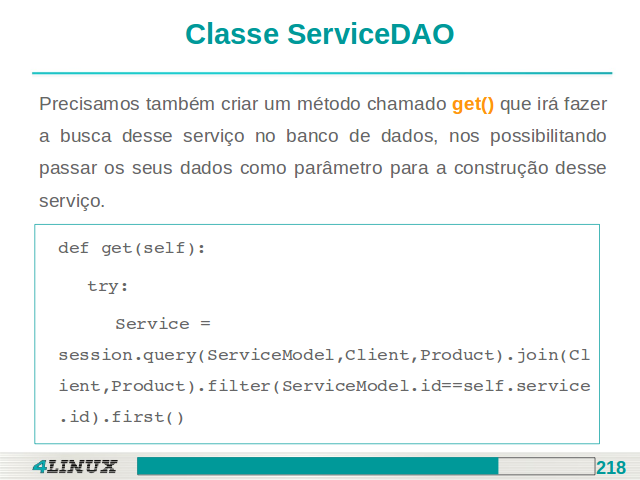 Classe ServiceDAO
Precisamos também criar um método chamado get() que irá fazer
a busca desse serviço no banco de dados, nos possibilitando
passar os seus dados como parâmetro para a construção desse
serviço.
def get(self):
try:
Service =
session.query(ServiceModel,Client,Product).join(Cl
ient,Product).filter(ServiceModel.id==self.service
.id).first()
4LINUX
218